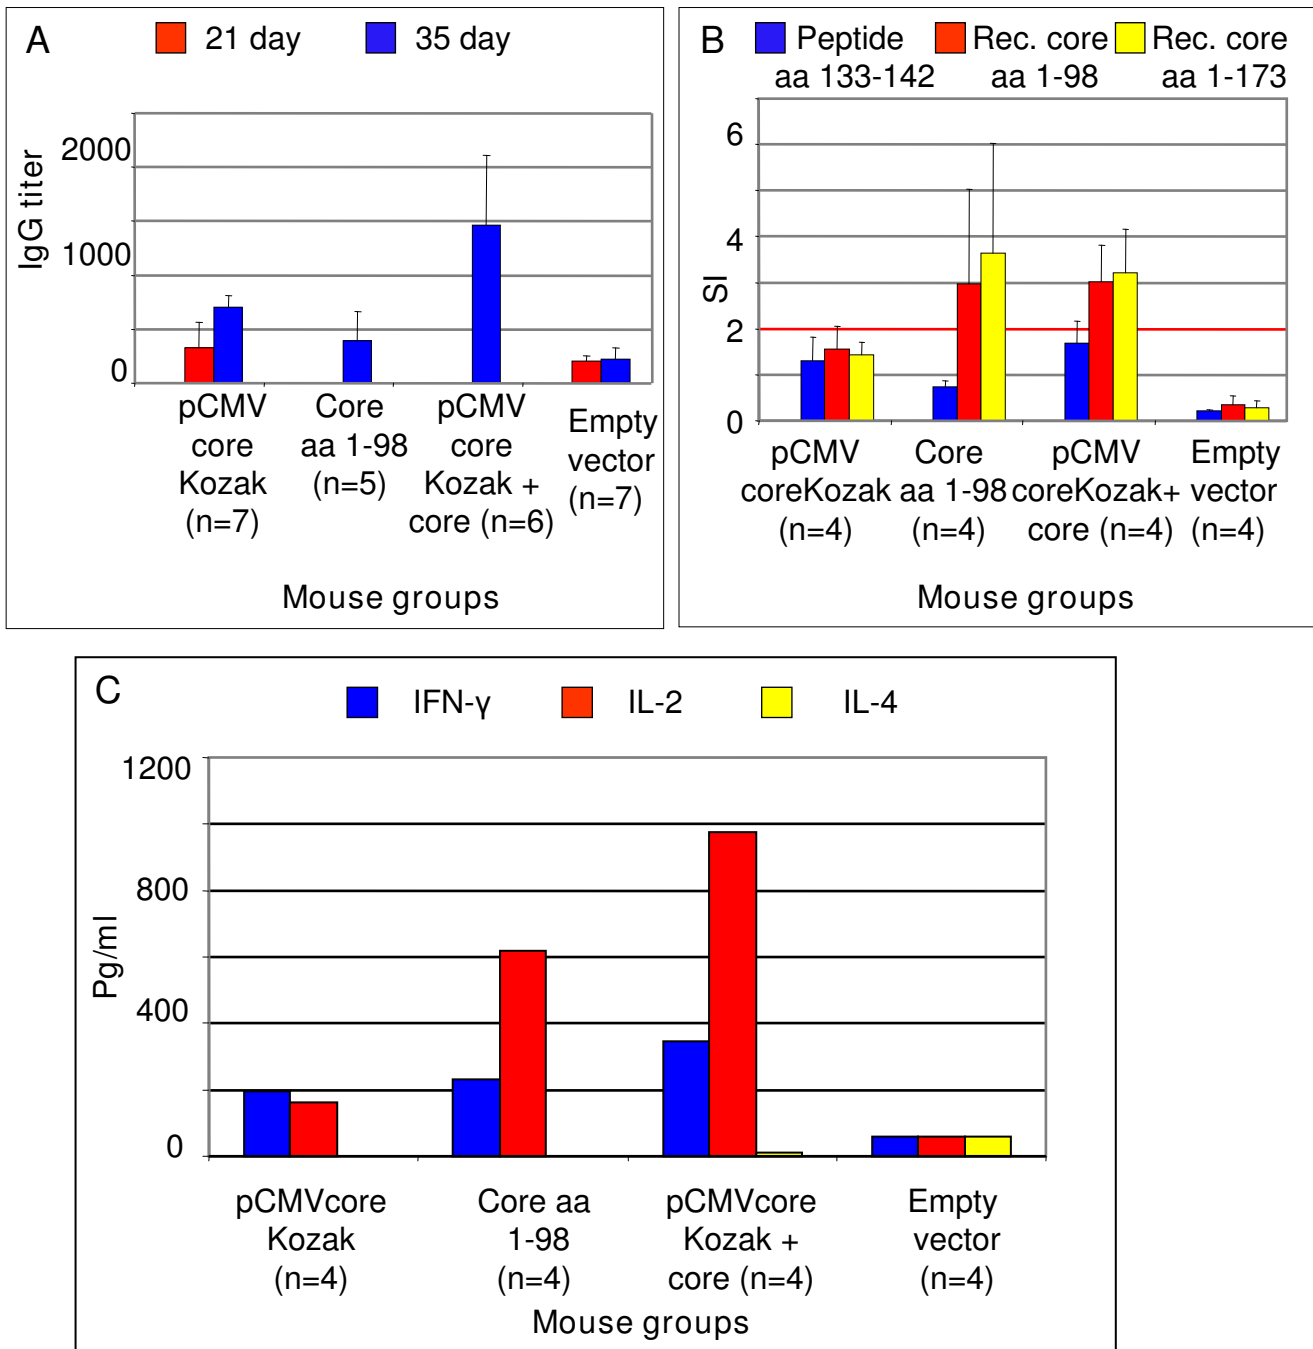 A
21 day
35 day
2000
1000
0
IgG titer
pCMV
core
Kozak
(n=7)
Core
aa 1-98
(n=5)
pCMV
core
Kozak +
core (n=6)
Empty
vector
(n=7)
Mouse groups
B
Peptide
aa 133-142
Rec. core
aa 1-98
Rec. core
aa 1-173
6
4
2
0
SI
pCMV
coreKozak
(n=4)
Core
aa 1-98
(n=4)
pCMV
coreKozak+
core (n=4)
Empty
vector
(n=4)
Mouse groups
C
IFN-γ
IL-2
IL-4
1200
800
400
0
Pg/ml
pCMVcore
Kozak
(n=4)
Core aa
1-98
(n=4)
pCMVcore
Kozak +
core (n=4)
Empty
vector
(n=4)
Mouse groups